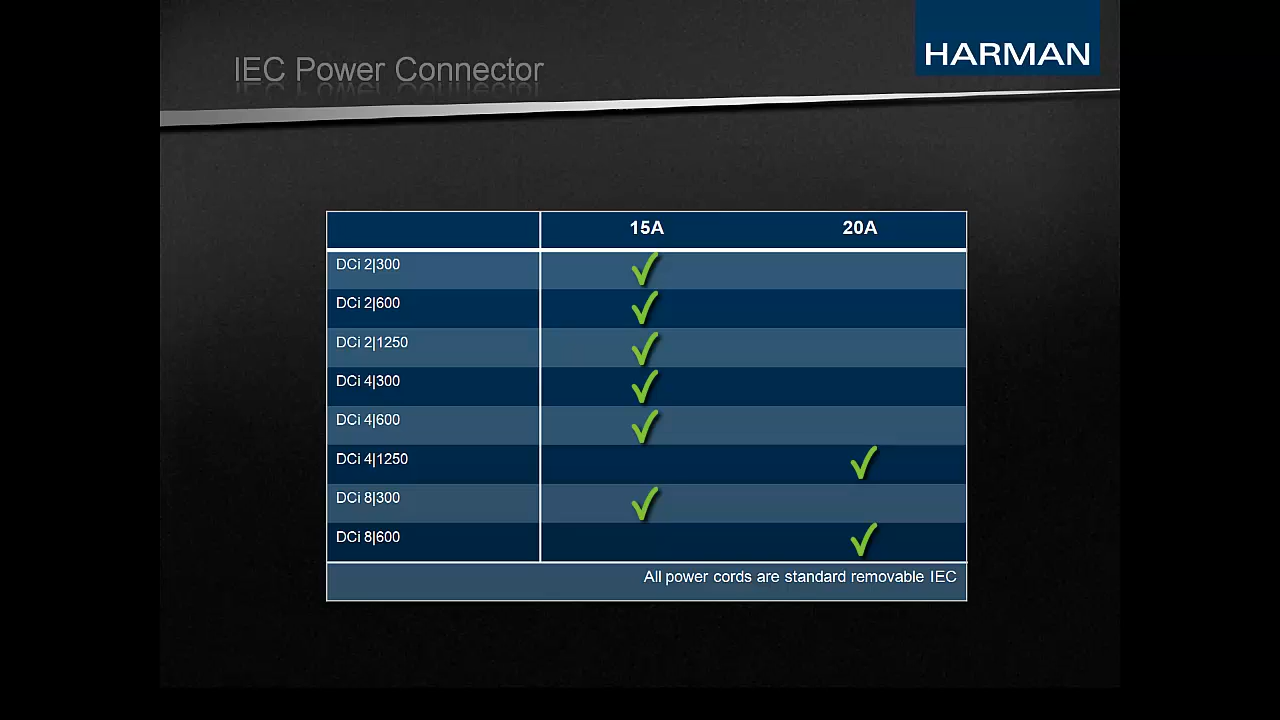 IEC Power Connector
HARMAN
15A 20A
DCi 2|300
DCi 2|600
DCi 2|1250
DCi 4|300
DCi 4|600
DCi 4|1250
DCi 8|300
DCi 8|600
All power cords are standard removable IEC